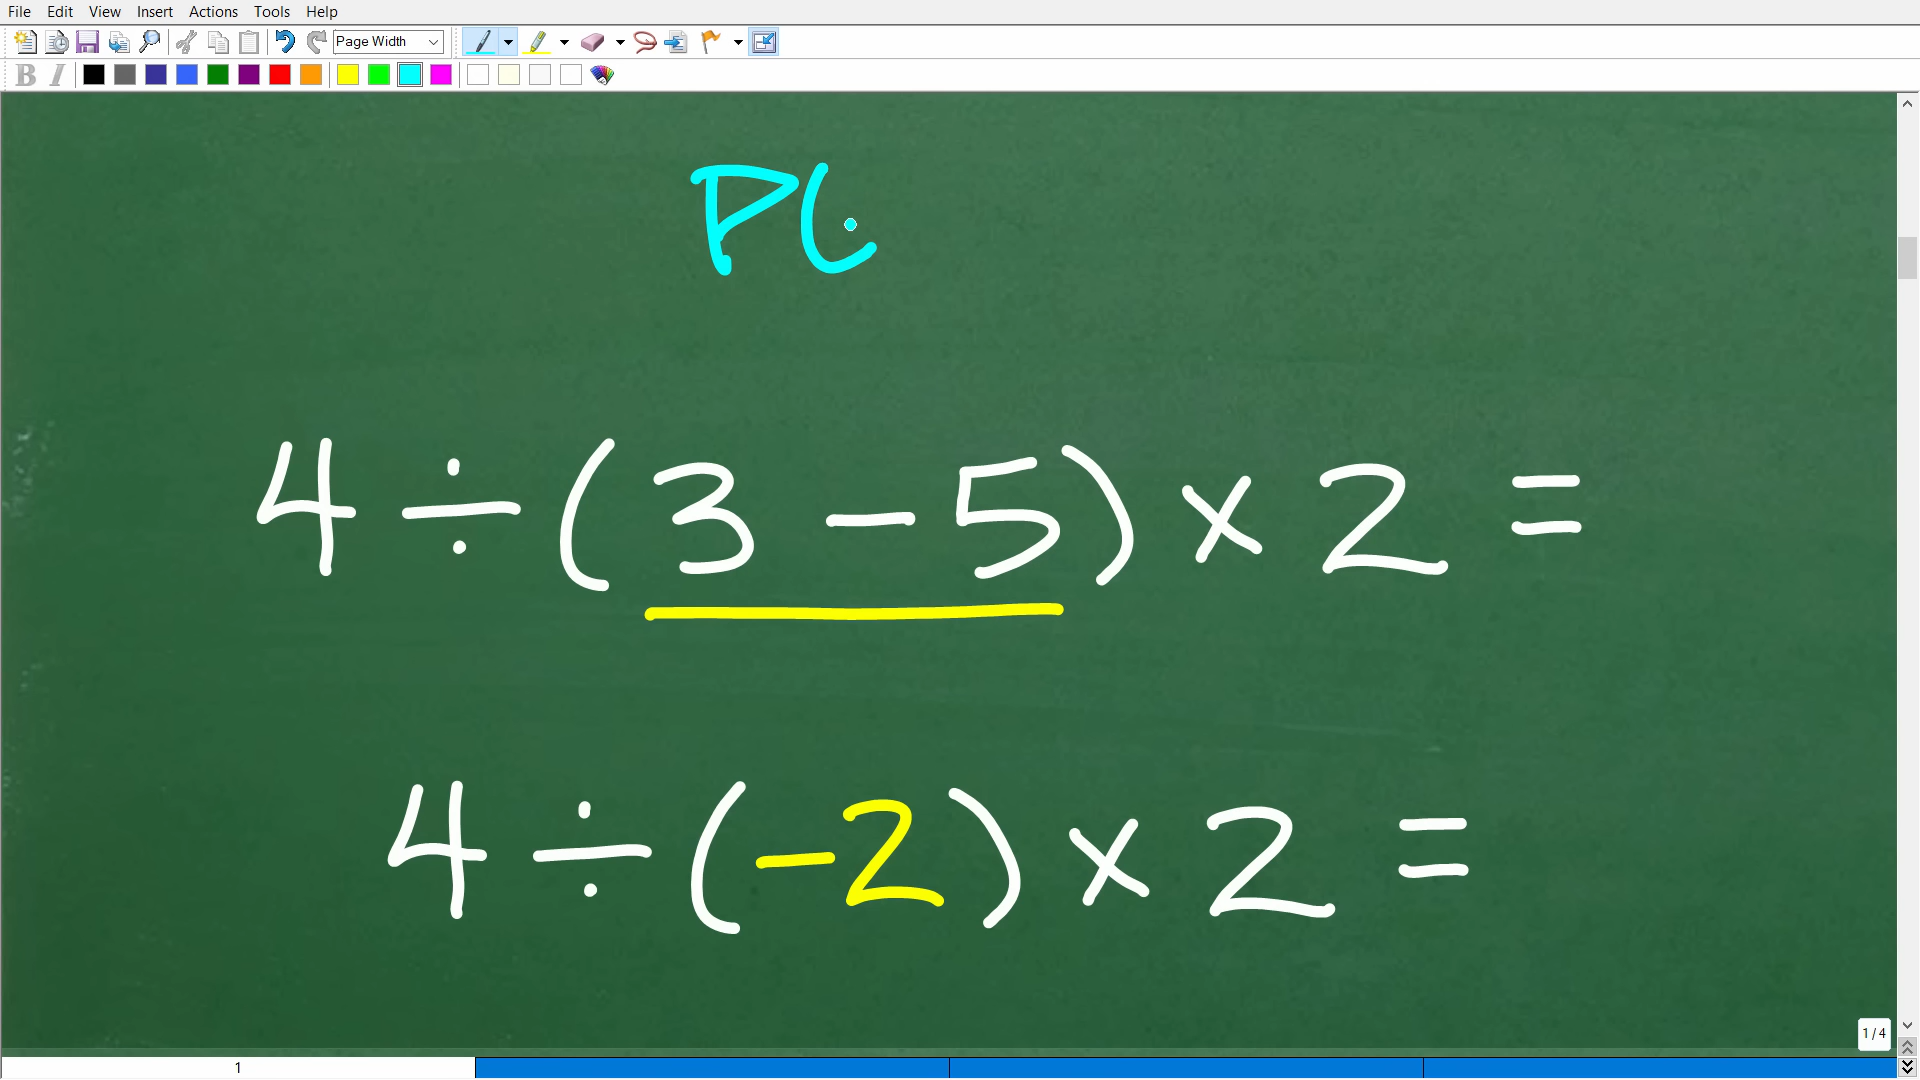 File Edit View Insert Actions Tools Help
Page Width
B I
P
4 ÷ ( 3 - 5 ) × 2 =
4 ÷ ( -2 ) × 2 =
1 / 4
1